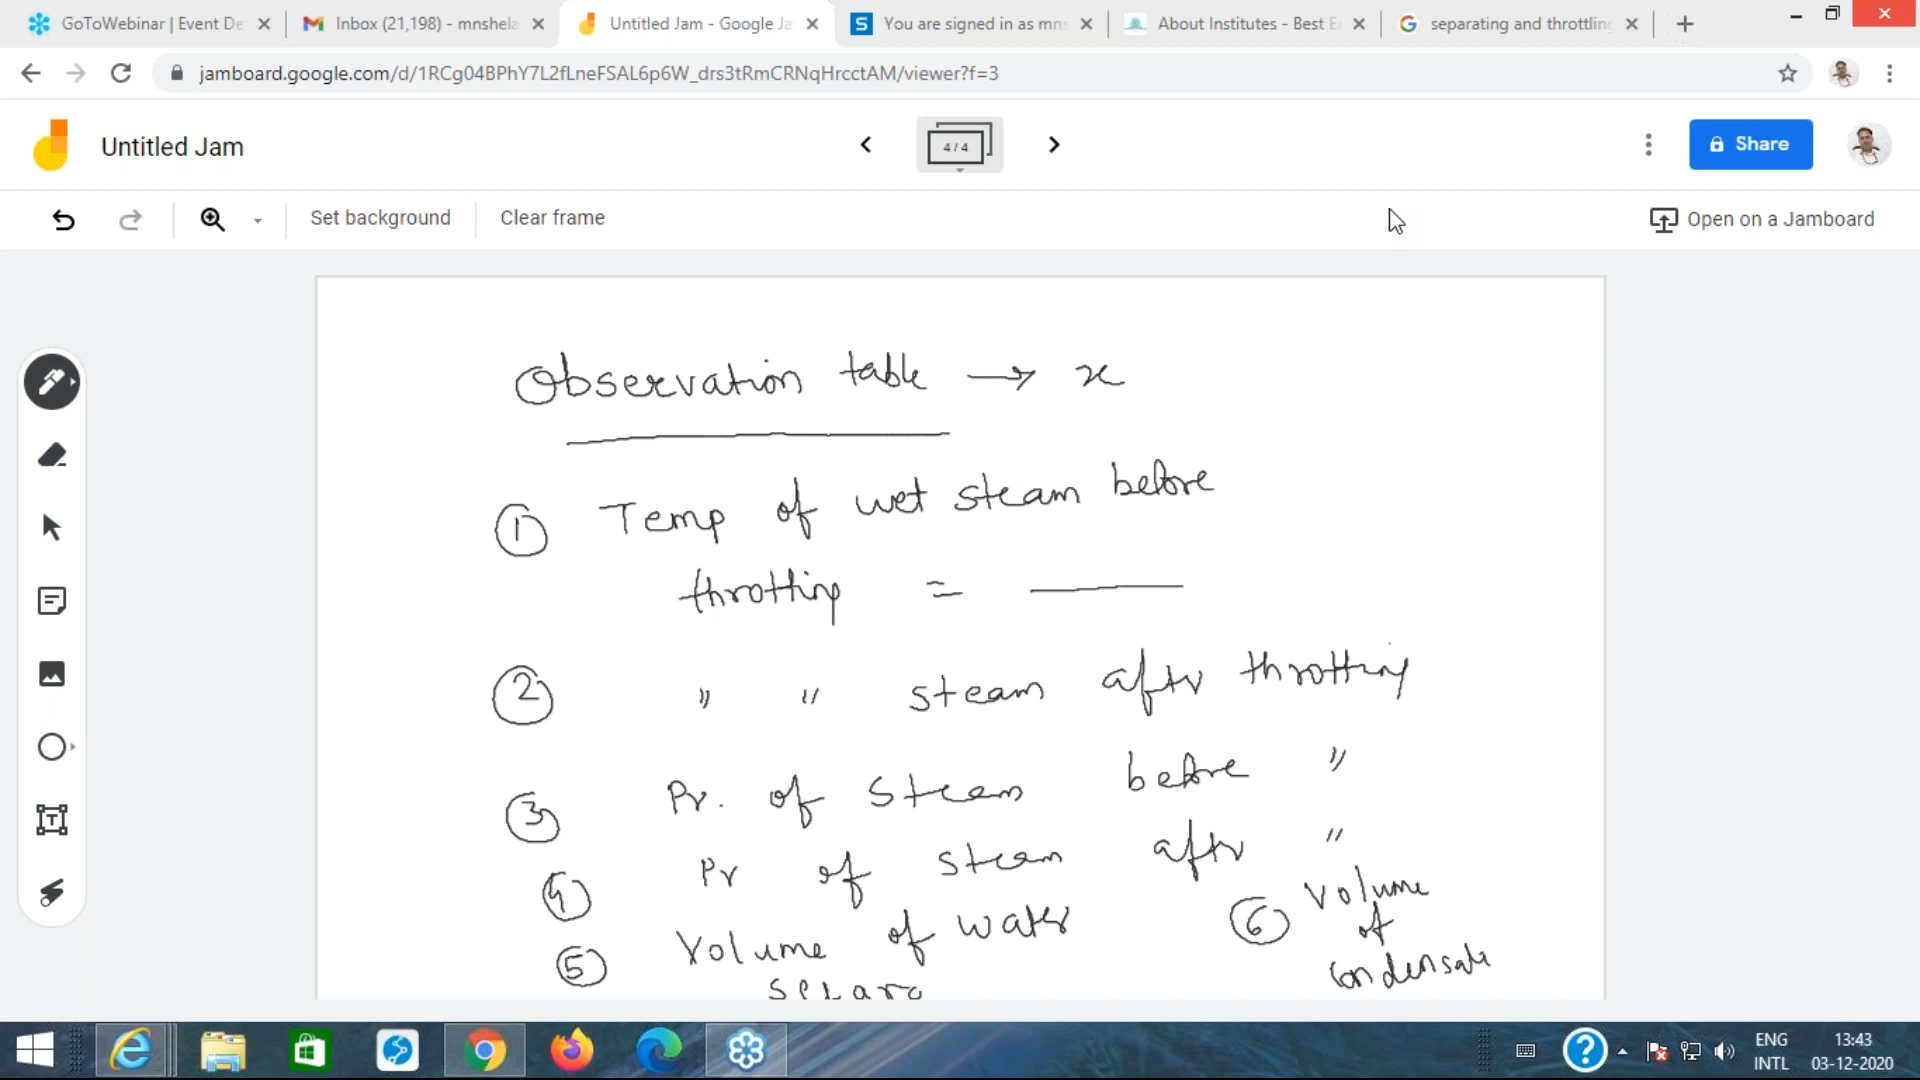 GoToWebinar | Event De
Inbox (21,198) - mnshela
Untitled Jam - Google Ja
You are signed in as mns
About Institutes - Best E
separating and throttling
jamboard.google.com/d/1RCg04BPhY7L2fLneFSAL6p6W_drs3tRmCRNqHrcctAM/viewer?f=3
Untitled Jam
4 / 4
Share
Set background
Clear frame
Open on a Jamboard
Observation table → x
① Temp of wet steam before
throttling = ———
② " " steam after throttling
③ Pr. of steam before "
④ Pr of steam after "
⑤ Volume of water
⑥ Volume
of
condensate
ENG
INTL
13:43
03-12-2020